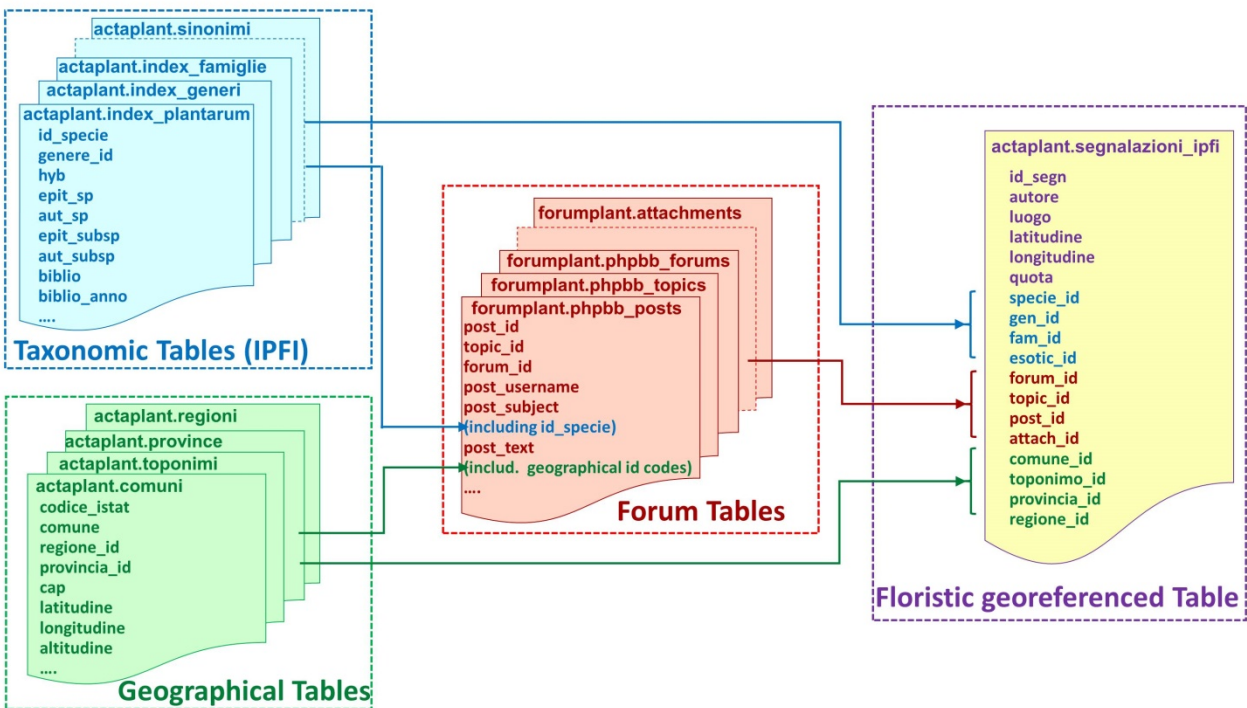 actaplant.sinonimi
actaplant.index_famiglie
actaplant.index_generi
actaplant.index_plantarum
id_specie
genere_id
hyb
epit_sp
aut_sp
epit_subsp
aut_subsp
biblio
biblio_anno
....
Taxonomic Tables (IPFI)
actaplant.regioni
actaplant.province
actaplant.toponimi
actaplant.comuni
codice_istat
comune
regione_id
provincia_id
cap
latitudine
longitudine
altitudine
....
Geographical Tables
forumplant.attachments
forumplant.phpbb_forums
forumplant.phpbb_topics
forumplant.phpbb_posts
post_id
topic_id
forum_id
post_username
post_subject
(including id_specie)
post_text
(includ. geographical id codes)
....
Forum Tables
actaplant.segnalazioni_ipfi
id_segn
autore
luogo
latitudine
longitudine
quota
specie_id
gen_id
fam_id
esotic_id
forum_id
topic_id
post_id
attach_id
comune_id
toponimo_id
provincia_id
regione_id
Floristic georeferenced Table